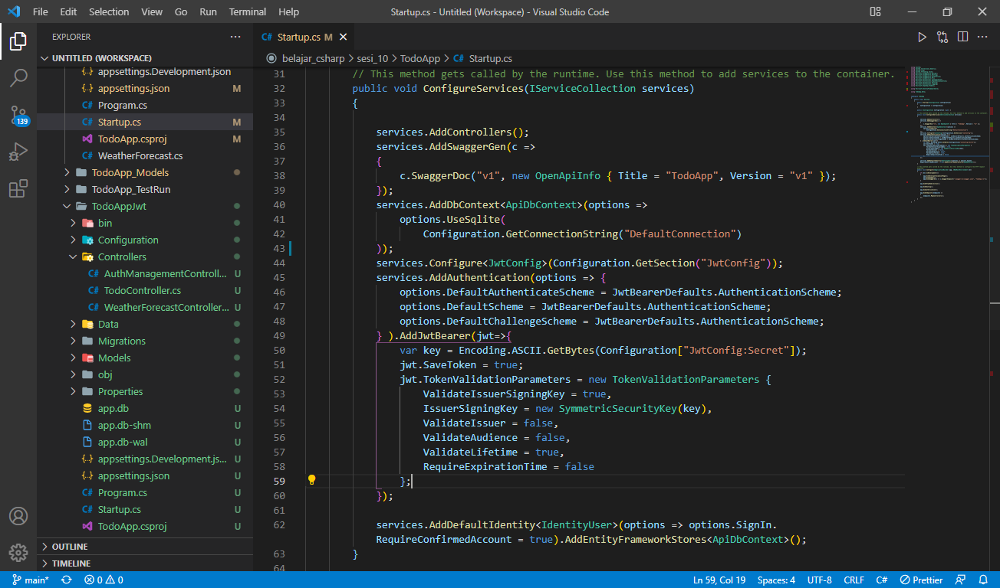 File Edit Selection View Go Run Terminal Help Startup.cs - Untitled (Workspace) - Visual Studio Code
EXPLORER
UNTITLED (WORKSPACE)
appsettings.Development.json
appsettings.json M
Program.cs
Startup.cs M
TodoApp.csproj M
WeatherForecast.cs
TodoApp_Models
TodoApp_TestRun
TodoAppJwt
bin
Configuration
Controllers
AuthManagementControll... U
TodoController.cs U
WeatherForecastController... U
Data
Migrations
Models
obj
Properties
app.db U
app.db-shm U
app.db-wal U
appsettings.Development.js... U
appsettings.json U
Program.cs U
Startup.cs U
TodoApp.csproj U
OUTLINE
TIMELINE
139
C# Startup.cs M
belajar_csharp > sesi_10 > TodoApp > C# Startup.cs
31 // This method gets called by the runtime. Use this method to add services to the container.
32 public void ConfigureServices(IServiceCollection services)
33 {
34
35 services.AddControllers();
36 services.AddSwaggerGen(c =>
37 {
38 c.SwaggerDoc("v1", new OpenApiInfo { Title = "TodoApp", Version = "v1" });
39 });
40 services.AddDbContext<ApiDbContext>(options =>
41 options.UseSqlite(
42 Configuration.GetConnectionString("DefaultConnection")
43 ));
44 services.Configure<JwtConfig>(Configuration.GetSection("JwtConfig"));
45 services.AddAuthentication(options => {
46 options.DefaultAuthenticateScheme = JwtBearerDefaults.AuthenticationScheme;
47 options.DefaultScheme = JwtBearerDefaults.AuthenticationScheme;
48 options.DefaultChallengeScheme = JwtBearerDefaults.AuthenticationScheme;
49 } ).AddJwtBearer(jwt=>{
50 var key = Encoding.ASCII.GetBytes(Configuration["JwtConfig:Secret"]);
51 jwt.SaveToken = true;
52 jwt.TokenValidationParameters = new TokenValidationParameters {
53 ValidateIssuerSigningKey = true,
54 IssuerSigningKey = new SymmetricSecurityKey(key),
55 ValidateIssuer = false,
56 ValidateAudience = false,
57 ValidateLifetime = true,
58 RequireExpirationTime = false
59 };
60 });
61
62 services.AddDefaultIdentity<IdentityUser>(options => options.SignIn.
RequireConfirmedAccount = true).AddEntityFrameworkStores<ApiDbContext>();
63 }
64
main* 0 0 Ln 59, Col 19 Spaces: 4 UTF-8 CRLF C# Prettier